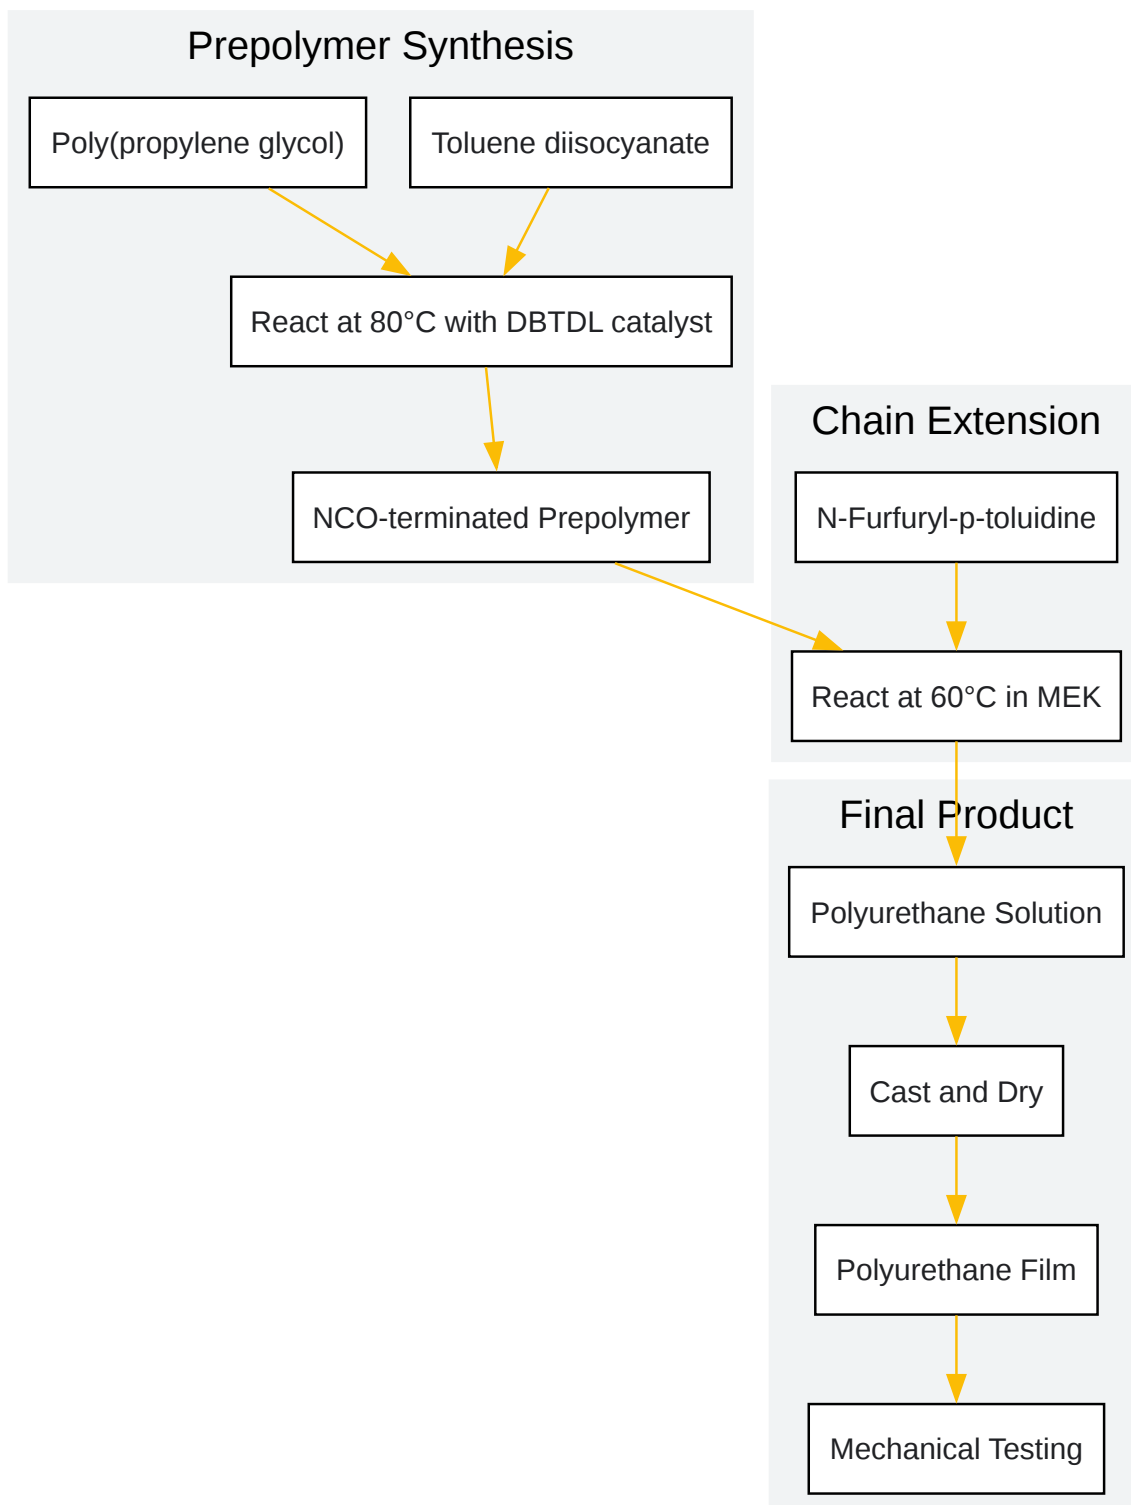 Prepolymer Synthesis
Poly(propylene glycol)
Toluene diisocyanate
React at 80°C with DBTDL catalyst
NCO-terminated Prepolymer
Chain Extension
N-Furfuryl-p-toluidine
React at 60°C in MEK
Final Product
Polyurethane Solution
Cast and Dry
Polyurethane Film
Mechanical Testing